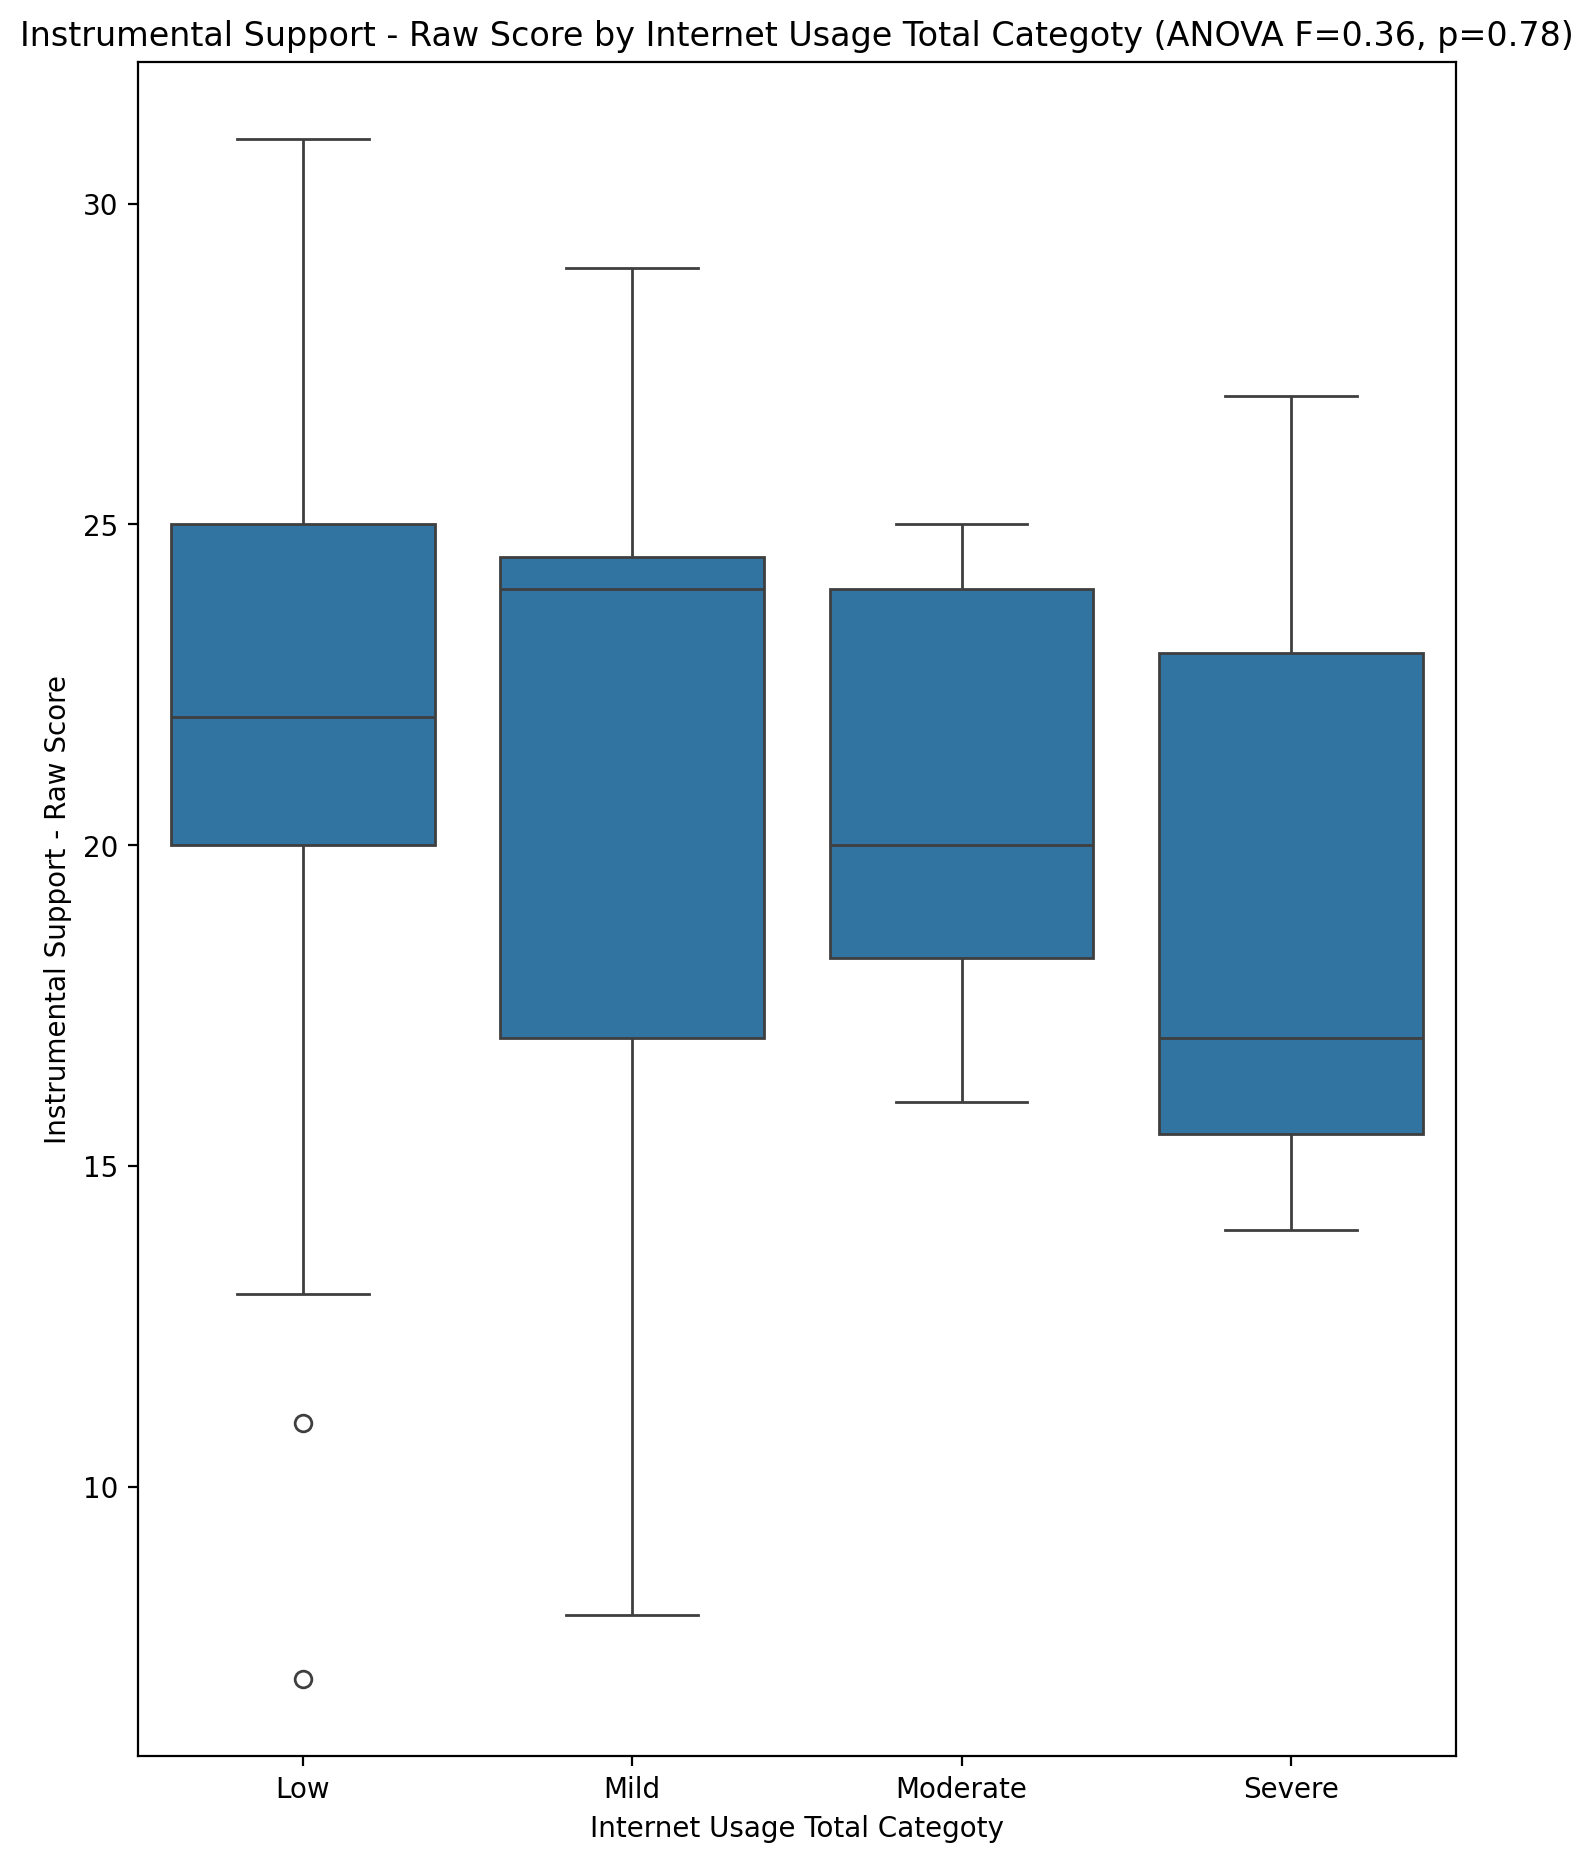 Instrumental Support - Raw Score by Internet Usage Total Categoty (ANOVA F=0.36, p=0.78)
Instrumental Support - Raw Score
30
25
20
15
10
Low
Mild
Moderate
Severe
Internet Usage Total Categoty